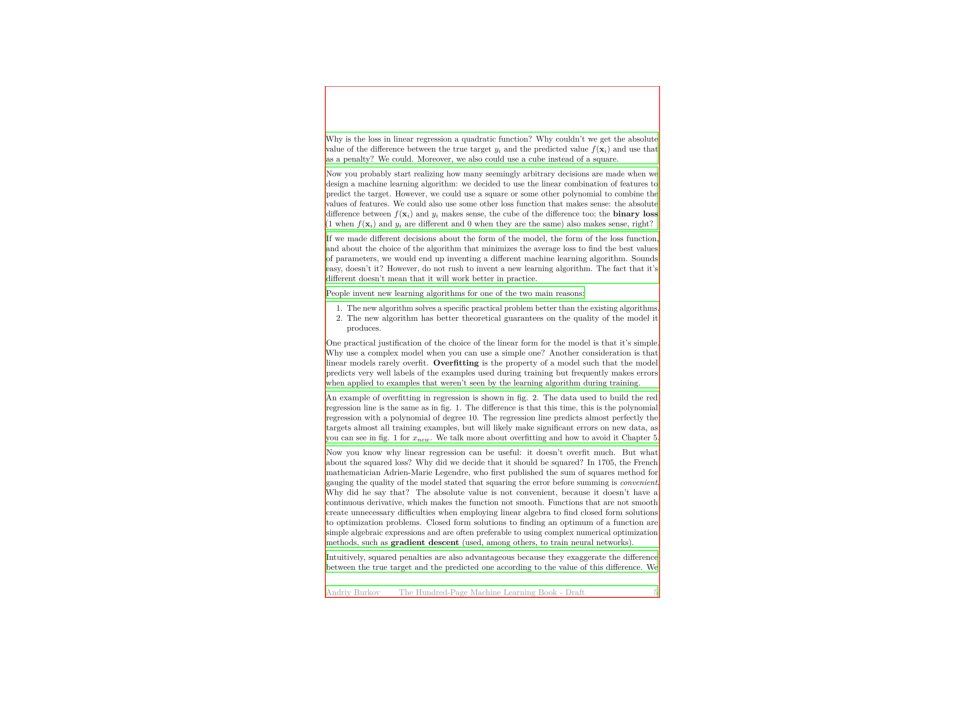 Why is the loss in linear regression a quadratic function? Why couldn't we get the absolute
value of the difference between the true target yᵢ and the predicted value f(xᵢ) and use that
as a penalty? We could. Moreover, we also could use a cube instead of a square.
Now you probably start realizing how many seemingly arbitrary decisions are made when we
design a machine learning algorithm: we decided to use the linear combination of features to
predict the target. However, we could use a square or some other polynomial to combine the
values of features. We could also use some other loss function that makes sense: the absolute
difference between f(xᵢ) and yᵢ makes sense, the cube of the difference too; the binary loss
(1 when f(xᵢ) and yᵢ are different and 0 when they are the same) also makes sense, right?
If we made different decisions about the form of the model, the form of the loss function,
and about the choice of the algorithm that minimizes the average loss to find the best values
of parameters, we would end up inventing a different machine learning algorithm. Sounds
easy, doesn't it? However, do not rush to invent a new learning algorithm. The fact that it's
different doesn't mean that it will work better in practice.
People invent new learning algorithms for one of the two main reasons:
1. The new algorithm solves a specific practical problem better than the existing algorithms.
2. The new algorithm has better theoretical guarantees on the quality of the model it
produces.
One practical justification of the choice of the linear form for the model is that it's simple.
Why use a complex model when you can use a simple one? Another consideration is that
linear models rarely overfit. Overfitting is the property of a model such that the model
predicts very well labels of the examples used during training but frequently makes errors
when applied to examples that weren't seen by the learning algorithm during training.
An example of overfitting in regression is shown in fig. 2. The data used to build the red
regression line is the same as in fig. 1. The difference is that this time, this is the polynomial
regression with a polynomial of degree 10. The regression line predicts almost perfectly the
targets almost all training examples, but will likely make significant errors on new data, as
you can see in fig. 1 for xₙₑw. We talk more about overfitting and how to avoid it Chapter 5.
Now you know why linear regression can be useful: it doesn't overfit much. But what
about the squared loss? Why did we decide that it should be squared? In 1705, the French
mathematician Adrien-Marie Legendre, who first published the sum of squares method for
gauging the quality of the model stated that squaring the error before summing is convenient.
Why did he say that? The absolute value is not convenient, because it doesn't have a
continuous derivative, which makes the function not smooth. Functions that are not smooth
create unnecessary difficulties when employing linear algebra to find closed form solutions
to optimization problems. Closed form solutions to finding an optimum of a function are
simple algebraic expressions and are often preferable to using complex numerical optimization
methods, such as gradient descent (used, among others, to train neural networks).
Intuitively, squared penalties are also advantageous because they exaggerate the difference
between the true target and the predicted one according to the value of this difference. We
Andriy Burkov The Hundred-Page Machine Learning Book - Draft 5